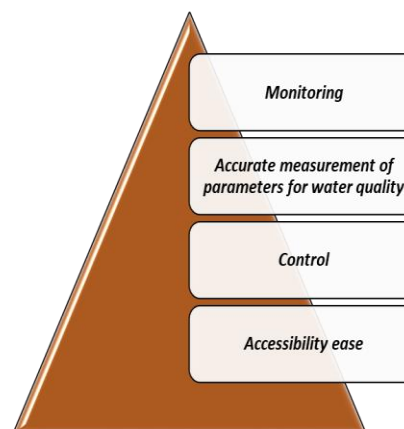 Monitoring
Accurate measurement of
parameters for water quality
Control
Accessibility ease